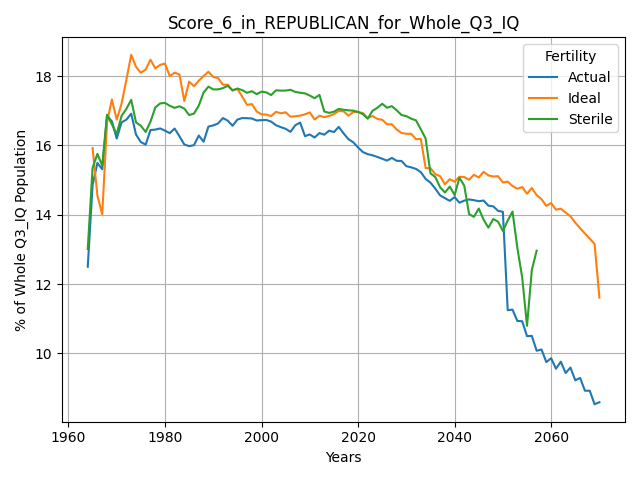 Score_6_in_REPUBLICAN_for_Whole_Q3_IQ
% of Whole Q3_IQ Population
18
16
14
12
10
Fertility
Actual
Ideal
Sterile
1960
1980
2000
2020
2040
2060
Years